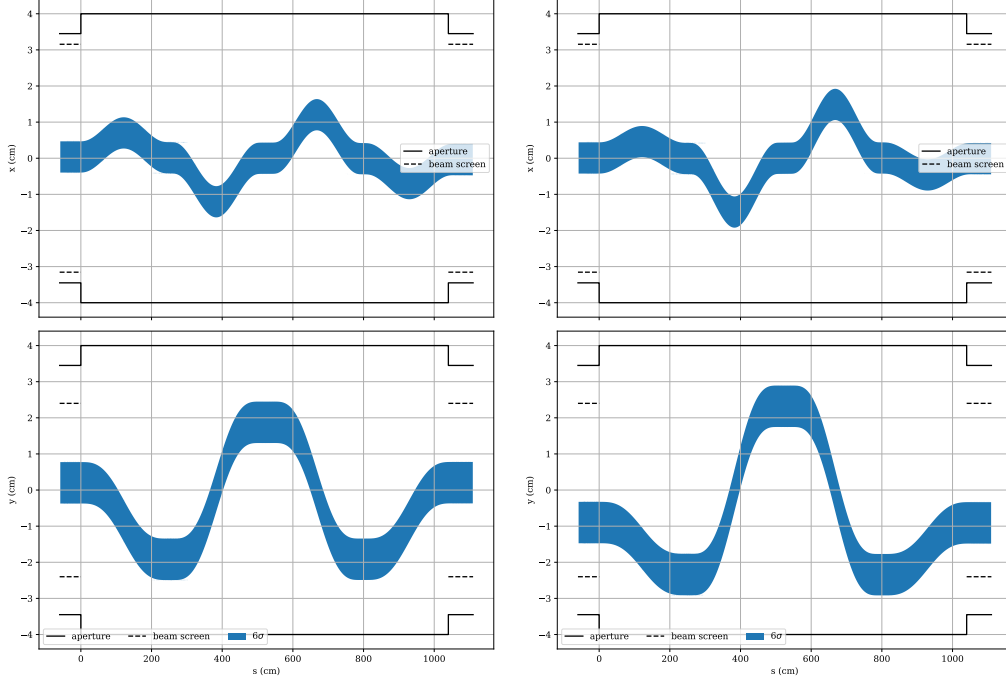 4
3
2
1
0
−1
−2
−3
−4
x (cm)
aperture
beam screen
4
3
2
1
0
−1
−2
−3
−4
x (cm)
aperture
beam screen
4
3
2
1
0
−1
−2
−3
−4
y (cm)
aperture beam screen 6σ
0 200 400 600 800 1000
s (cm)
4
3
2
1
0
−1
−2
−3
−4
y (cm)
aperture beam screen 6σ
0 200 400 600 800 1000
s (cm)